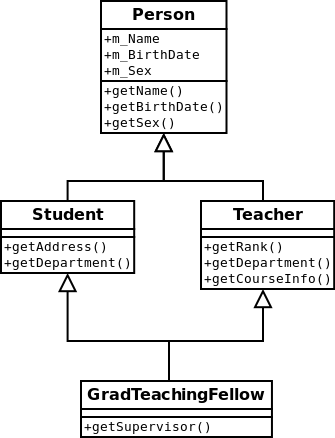 Person
+m_Name
+m_BirthDate
+m_Sex
+getName()
+getBirthDate()
+getSex()
Student
+getAddress()
+getDepartment()
Teacher
+getRank()
+getDepartment()
+getCourseInfo()
GradTeachingFellow
+getSupervisor()